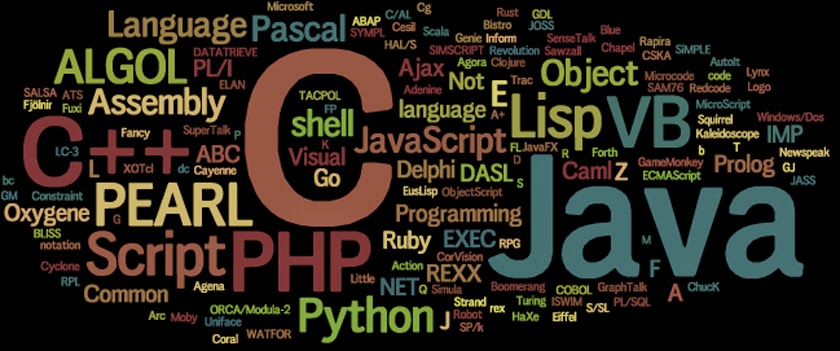 Microsoft
Cg
Language
Pascal
ABAP
C/AL
Rust
GDL
Cesil
Scala
Bistro
JOSS
SYMPL
Genie
Inform
SenseTalk
Blue
HAL/S
SIMSCRIPT
Revolution
Sawzall
Chapel
Rapira
ALGOL
DATATRIEVE
CSKA
SiMPLE
PL/I
Ajax
Agora
Clojure
Object
AutoIt
ELAN
Not
Trac
Microcode
code
Lynx
SALSA
ATS
Assembly
TACPOL
Adenine
E
SAM76
Redcode
Logo
Fjölnir
Fuxi
FP
language
A+
Lisp
VB
MicroScript
C
shell
Squirrel
Windows/Dos
C++
Fancy
SuperTalk
P
JavaScript
Kaleidoscope
IMP
LC-3
ABC
K
FL
JavaFX
R
Forth
b
T
Visual
D
GameMonkey
Prolog
Newspeak
L
XOTcl
dc
Cayenne
Go
Delphi
DASL
Caml
Z
ECMAScript
GJ
bc
S
JASS
GM
Constraint
PEARL
EusLisp
ObjectScript
Java
Oxygene
G
Programming
BLISS
Script
PHP
Ruby
EXEC
RPG
M
notation
CorVision
Cyclone
Action
REXX
F
RPL
Agena
Little
NET
Q
Simula
Boomerang
COBOL
GraphTalk
A
ChucK
Common
Strand
rex
Turing
ISWIM
PL/SQL
ORCA/Modula-2
Python
J
Robot
HaXe
Eiffel
S/SL
Arc
Moby
Uniface
SP/k
Coral
WATFOR